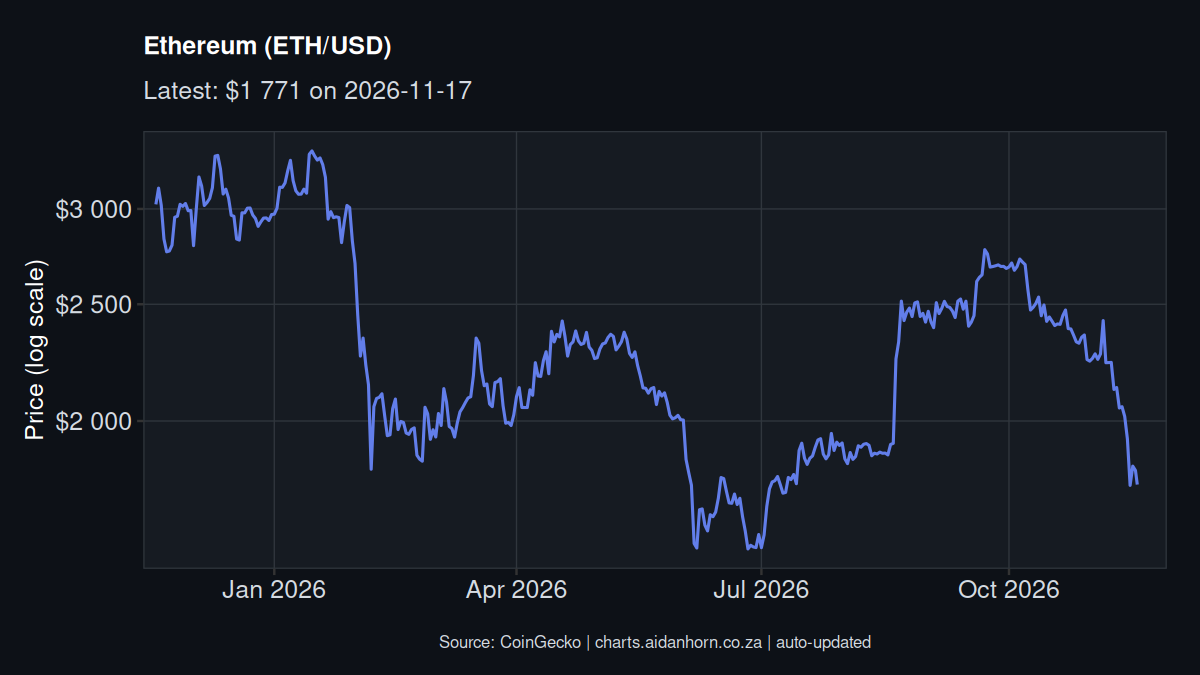 Ethereum (ETH/USD)
Latest: $1 771 on 2026-11-17
Price (log scale)
$3 000
$2 500
$2 000
Jan 2026
Apr 2026
Jul 2026
Oct 2026
Source: CoinGecko | charts.aidanhorn.co.za | auto-updated